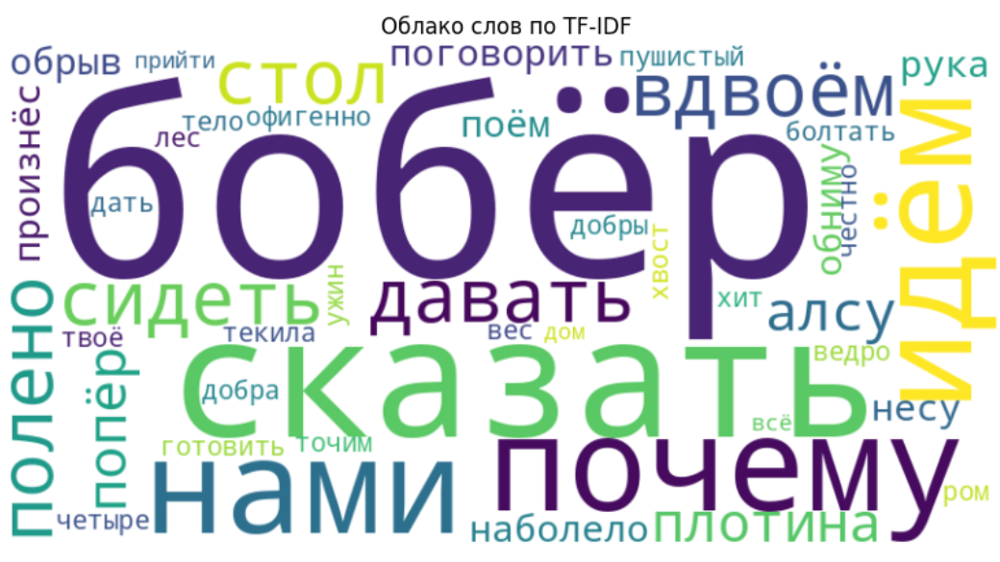 Облако слов по TF-IDF
обрыв
прийти
стол
поговорить
пушистый
рука
произнёс
бобёр
вдвоём
идём
тело
офигенно
поём
болтать
лес
дать
добры
обниму
честно
хвост
ужин
хит
полено
сидеть
давать
алсу
твоё
текила
вес
дом
ведро
попёр
сказать
добра
несу
всё
готовить
точим
нами
почему
ром
четыре
наболело
плотина